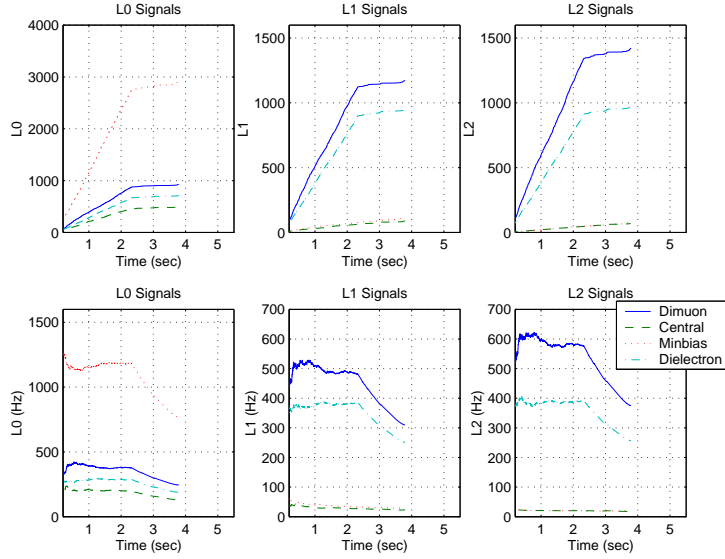 L0 Signals
L1 Signals
L2 Signals
4000
3000
2000
1000
0
L0
1 2 3 4 5
Time (sec)
1500
1000
500
0
L1
1 2 3 4 5
Time (sec)
1500
1000
500
0
L2
1 2 3 4 5
Time (sec)
L0 Signals
L1 Signals
L2 Signals
1500
1000
500
0
L0 (Hz)
1 2 3 4 5
Time (sec)
700
600
500
400
300
200
100
0
L1 (Hz)
1 2 3 4 5
Time (sec)
700
600
500
400
300
200
100
0
L2 (Hz)
1 2 3 4 5
Time (sec)
Dimuon
Central
Minbias
Dielectron